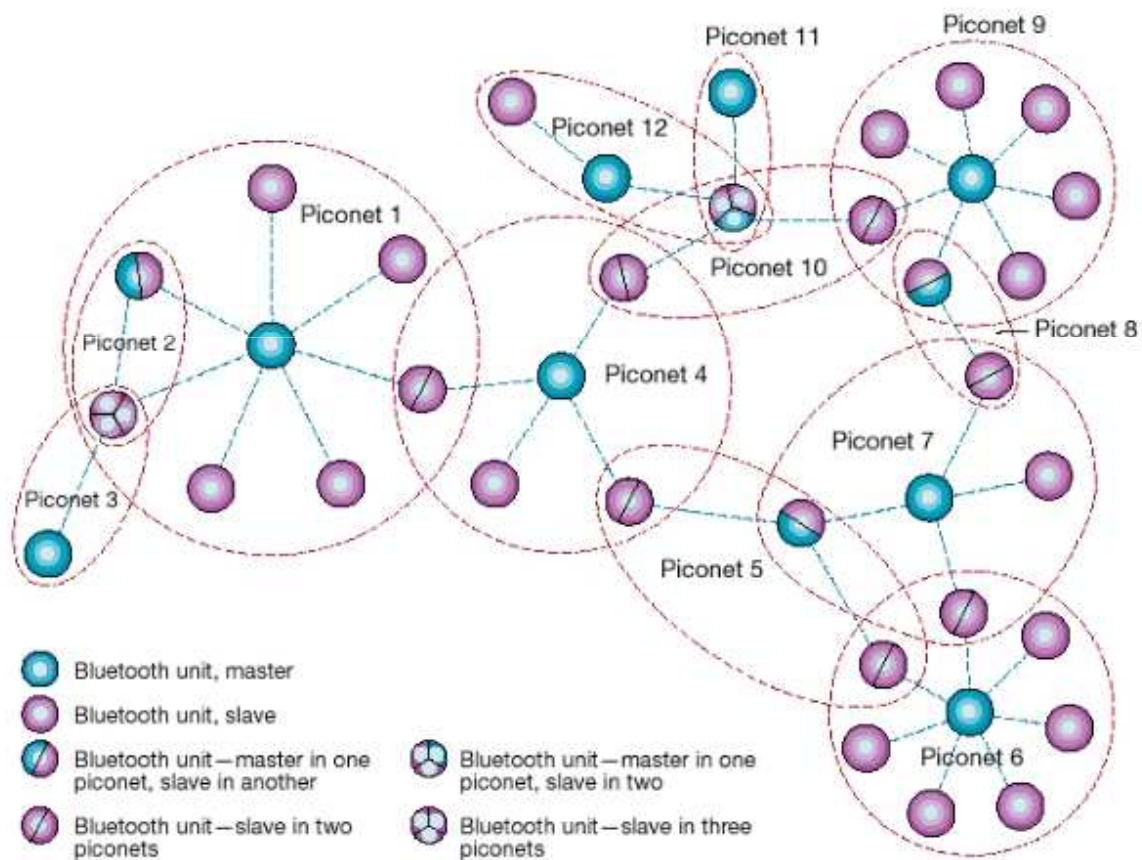 Piconet 11
Piconet 9
Piconet 12
Piconet 1
Piconet 10
Piconet 2
Piconet 8
Piconet 4
Piconet 7
Piconet 3
Piconet 5
Piconet 6
Bluetooth unit, master
Bluetooth unit, slave
Bluetooth unit—master in one
piconet, slave in another
Bluetooth unit—slave in two
piconets
Bluetooth unit—master in one
piconet, slave in two
Bluetooth unit—slave in three
piconets